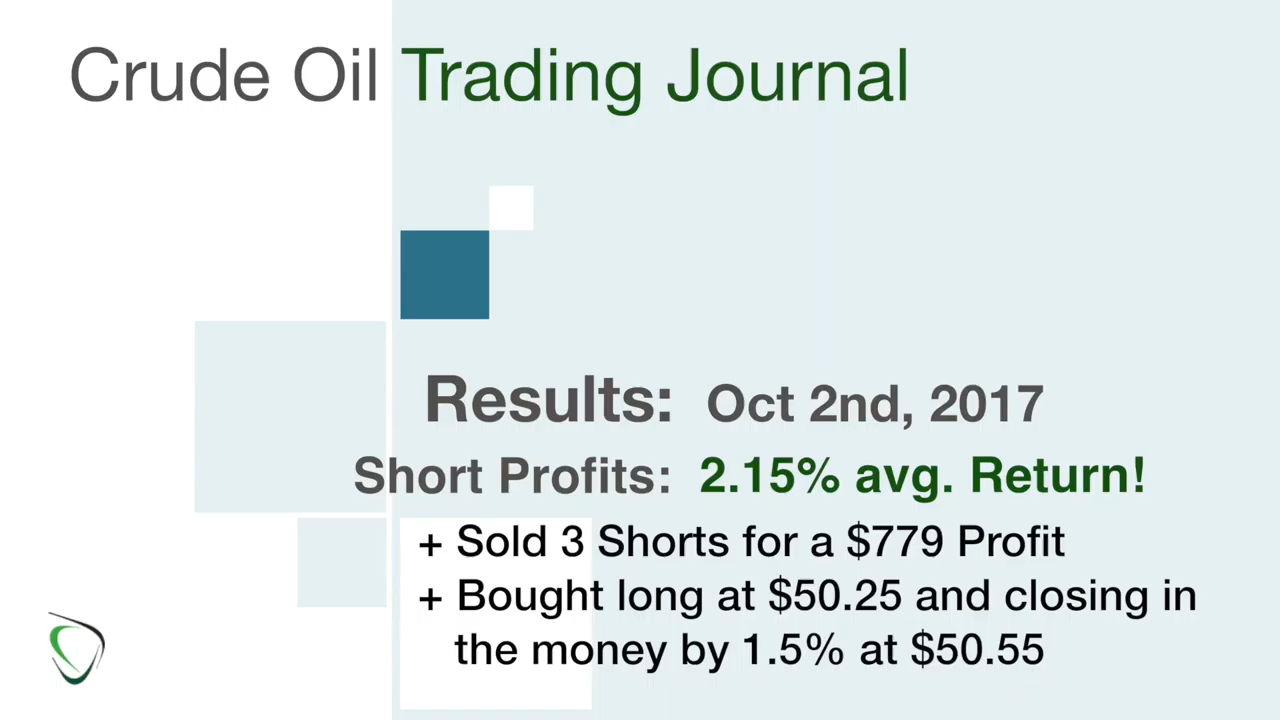 Crude Oil Trading Journal
Results: Oct 2nd, 2017
Short Profits: 2.15% avg. Return!
+ Sold 3 Shorts for a $779 Profit
+ Bought long at $50.25 and closing in
the money by 1.5% at $50.55